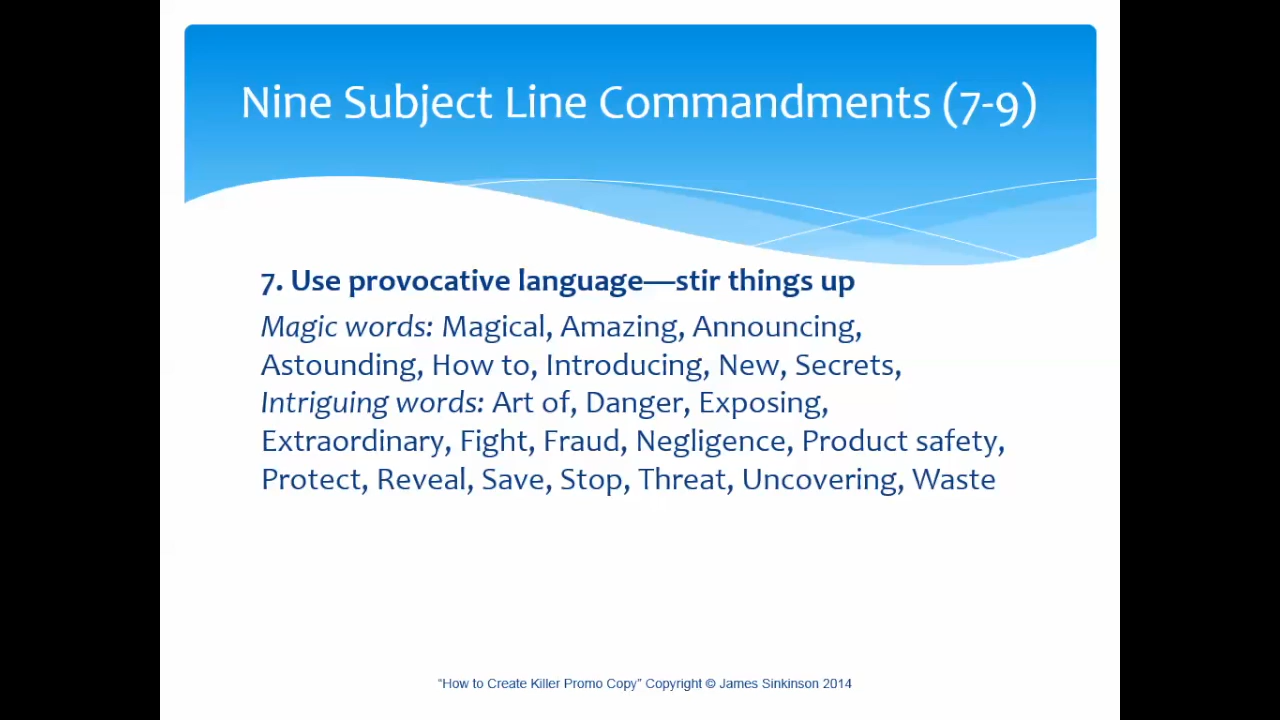 Nine Subject Line Commandments (7-9)
7. Use provocative language—stir things up
Magic words: Magical, Amazing, Announcing,
Astounding, How to, Introducing, New, Secrets,
Intriguing words: Art of, Danger, Exposing,
Extraordinary, Fight, Fraud, Negligence, Product safety,
Protect, Reveal, Save, Stop, Threat, Uncovering, Waste
"How to Create Killer Promo Copy" Copyright © James Sinkinson 2014